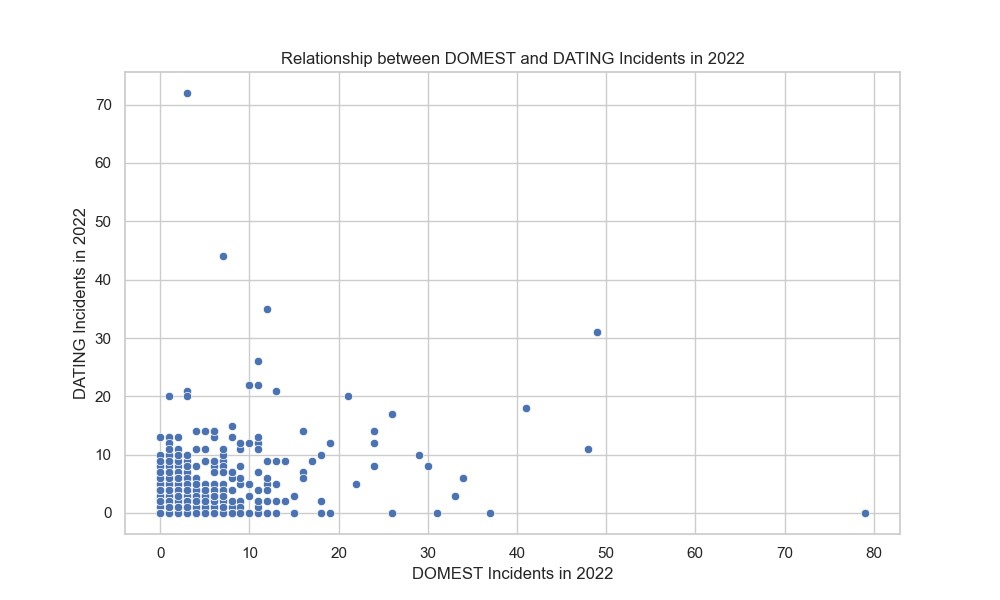 Relationship between DOMEST and DATING Incidents in 2022
70
60
50
40
30
20
10
0
DATING Incidents in 2022
0 10 20 30 40 50 60 70 80
DOMEST Incidents in 2022